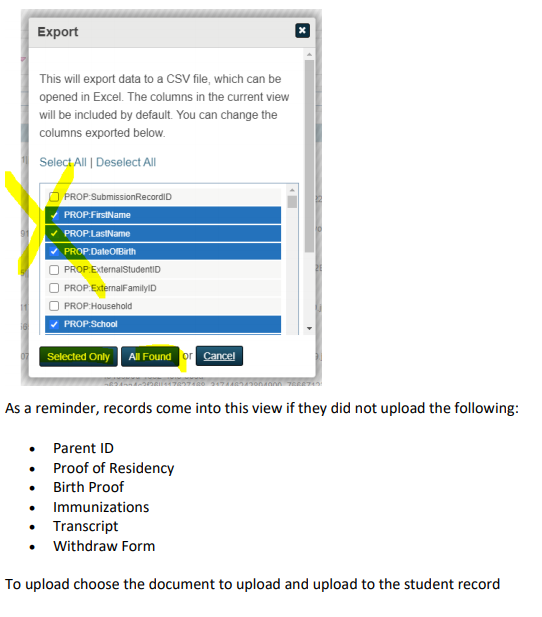 Export
This will export data to a CSV file, which can be
opened in Excel. The columns in the current view
will be included by default. You can change the
columns exported below.
Select All | Deselect All
PROP:SubmissionRecordID
PROP:FirstName
PROP:LastName
PROP:DateOfBirth
PROP:ExternalStudentID
PROP:ExternalFamilyID
PROP:Household
PROP:School
Selected Only All Found or Cancel
As a reminder, records come into this view if they did not upload the following:
• Parent ID
• Proof of Residency
• Birth Proof
• Immunizations
• Transcript
• Withdraw Form
To upload choose the document to upload and upload to the student record